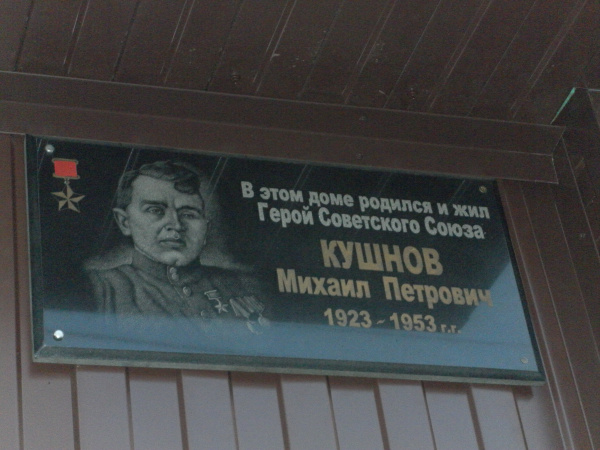 В этом доме родился и жил
Герой Советского Союза
КУШНОВ
Михаил Петрович
1923 - 1953 г.г.